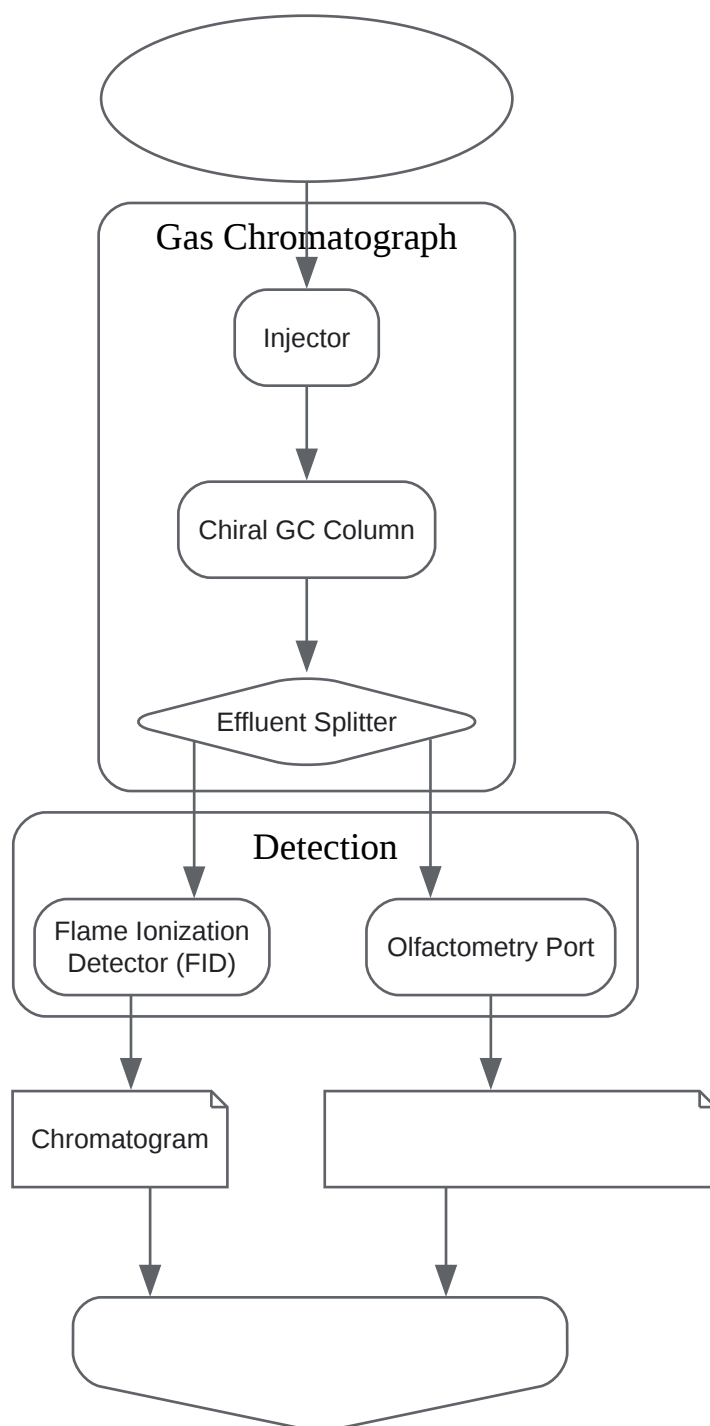 Gas Chromatograph
Injector
Chiral GC Column
Effluent Splitter
Detection
Flame Ionization
Detector (FID)
Olfactometry Port
Chromatogram